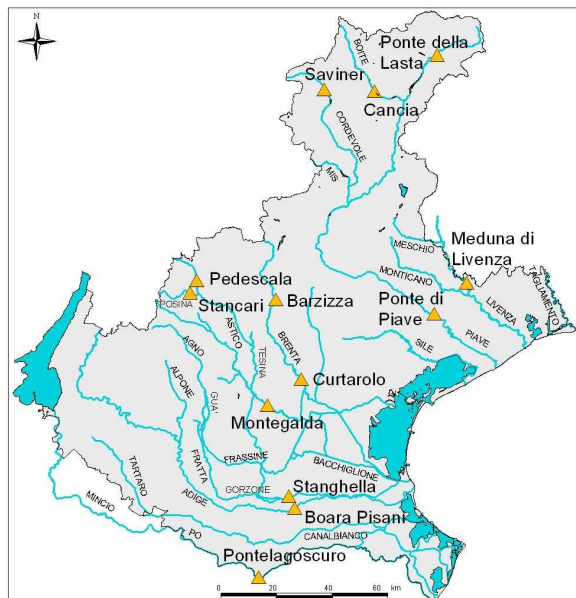 N
Ponte della
Lasta
BOITE
Saviner
Cancia
CORDEVOLE
MIS
MESCHIO
Meduna di
Livenza
MONTICANO
TAGLIAMENTO
LIVENZA
Pedescala
POSINA
Stancari
Barzizza
Ponte di
Piave
PIAVE
ASTICO
AGNO
TESINA
BRENTA
SILE
ALPONE
GUA'
Curtarolo
Montegalda
FRASSINE
BACCHIGLIONE
TARTARO
FRATTA
GORZONE
Stanghella
ADIGE
Boara Pisani
MINCIO
PO
CANALBIANCO
Pontelagoscuro
0 20 40 60
km